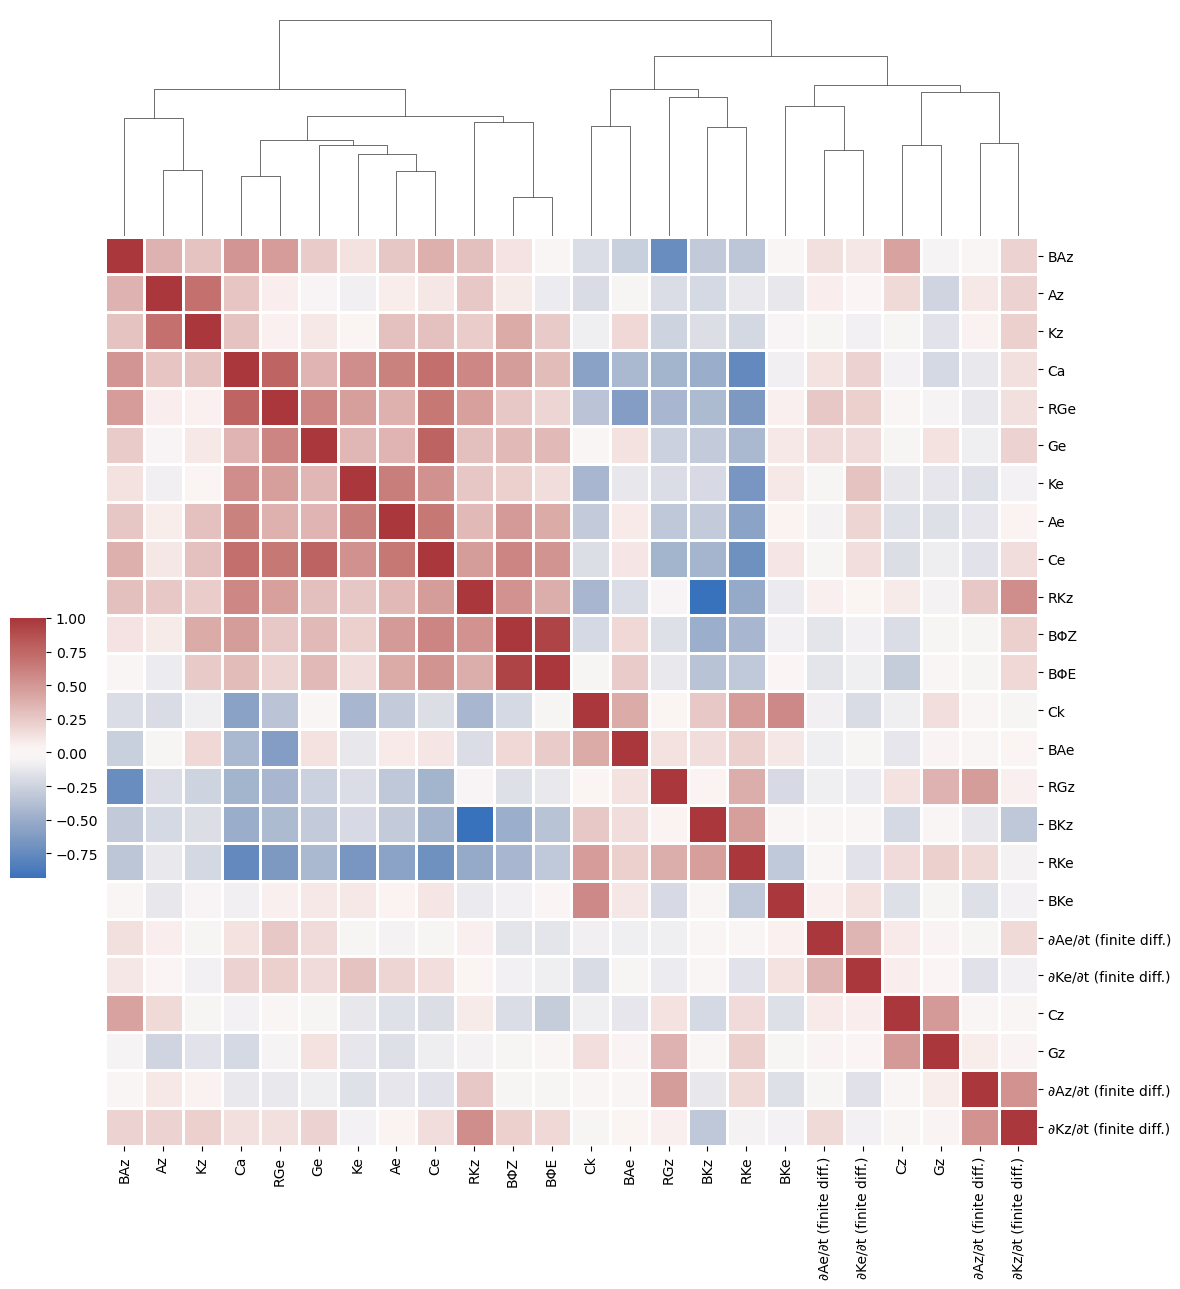 BAz
Az
Kz
Ca
RGe
Ge
Ke
Ae
Ce
RKz
BΦZ
BΦE
Ck
BAe
RGz
BKz
RKe
BKe
∂Ae/∂t (finite diff.)
∂Ke/∂t (finite diff.)
Cz
Gz
∂Az/∂t (finite diff.)
∂Kz/∂t (finite diff.)
1.00
0.75
0.50
0.25
0.00
−0.25
−0.50
−0.75
BAz
Az
Kz
Ca
RGe
Ge
Ke
Ae
Ce
RKz
BΦZ
BΦE
Ck
BAe
RGz
BKz
RKe
BKe
∂Ae/∂t (finite diff.)
∂Ke/∂t (finite diff.)
Cz
Gz
∂Az/∂t (finite diff.)
∂Kz/∂t (finite diff.)